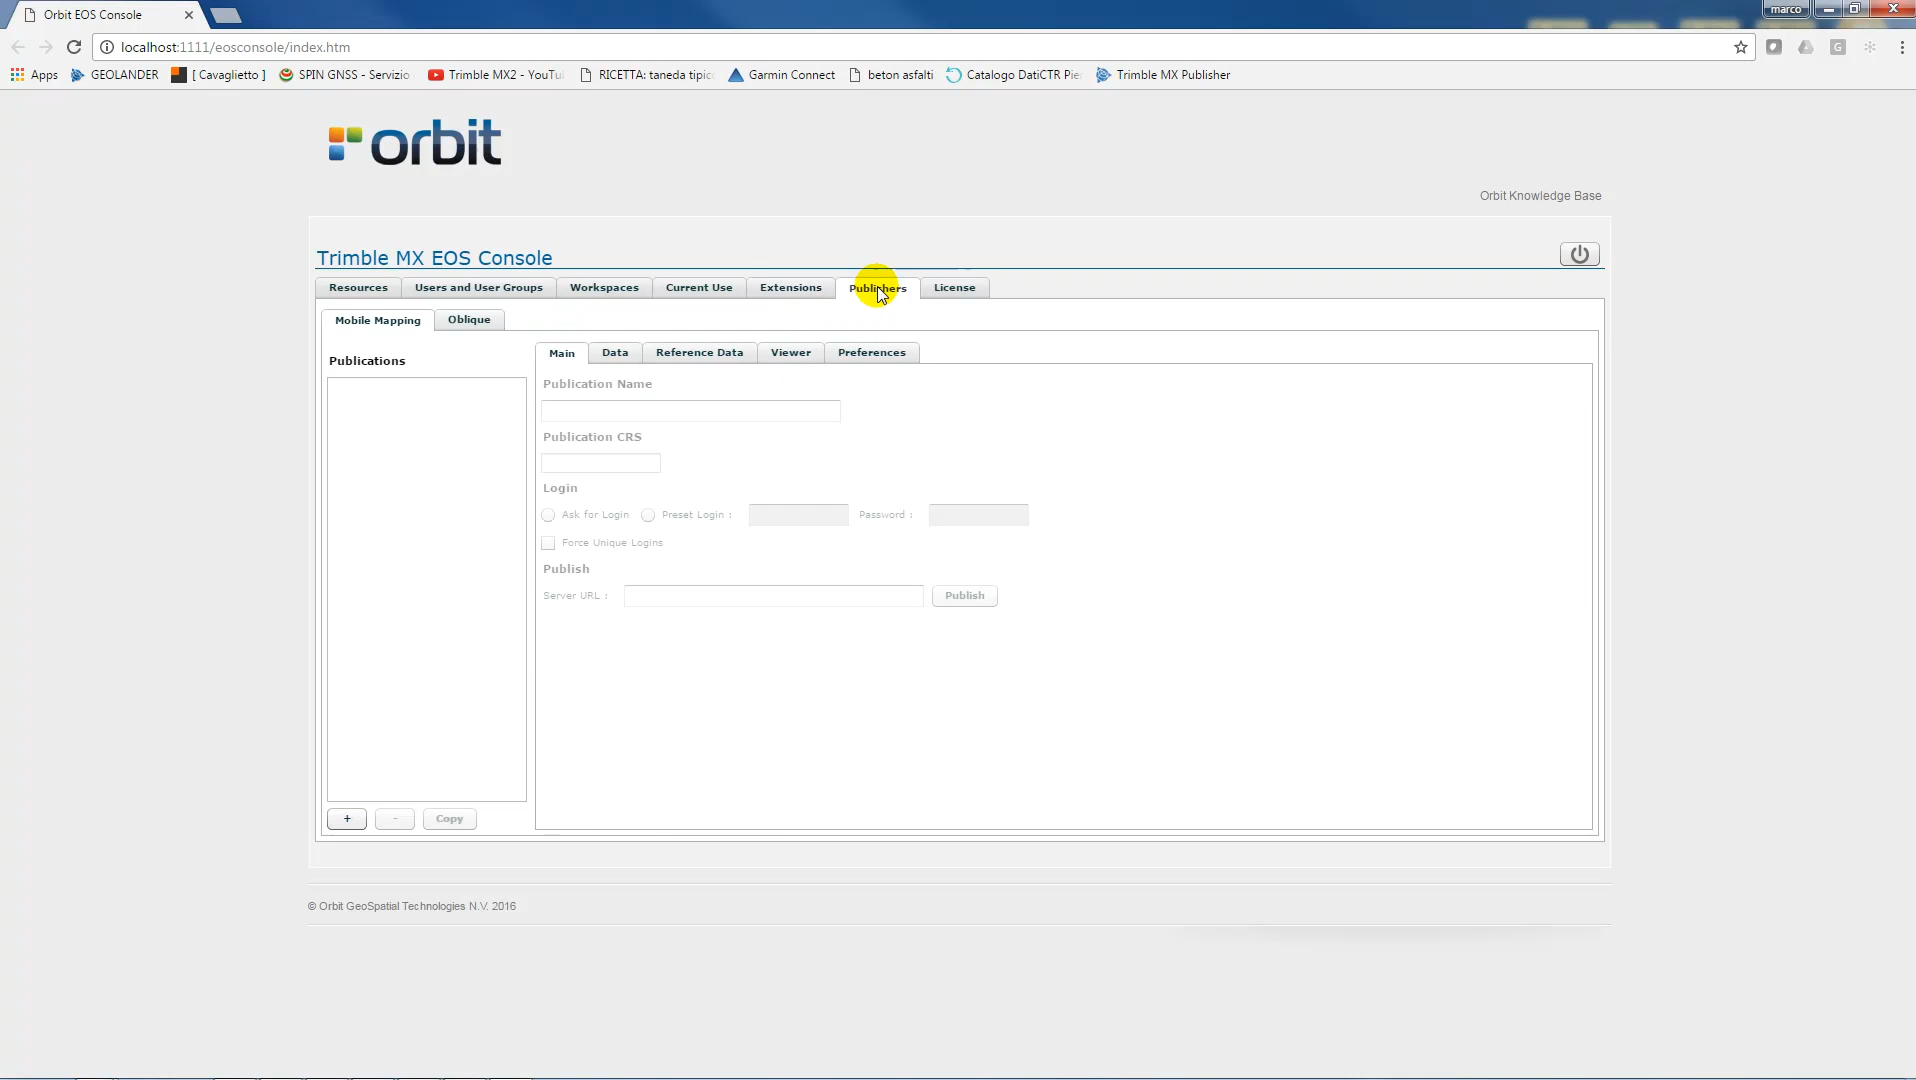 Orbit EOS Console
marco
localhost:1111/eosconsole/index.htm
Apps GEOLANDER [ Cavaglietto ] SPIN GNSS - Servizio Trimble MX2 - YouTu RICETTA: taneda tipic Garmin Connect beton asfalti Catalogo DatiCTR Pie Trimble MX Publisher
orbit
Orbit Knowledge Base
Trimble MX EOS Console
Resources Users and User Groups Workspaces Current Use Extensions Publishers License
Mobile Mapping Oblique
Publications
Main Data Reference Data Viewer Preferences
Publication Name
Publication CRS
Login
Ask for Login Preset Login : Password :
Force Unique Logins
Publish
Server URL : Publish
+ - Copy
© Orbit GeoSpatial Technologies N.V. 2016